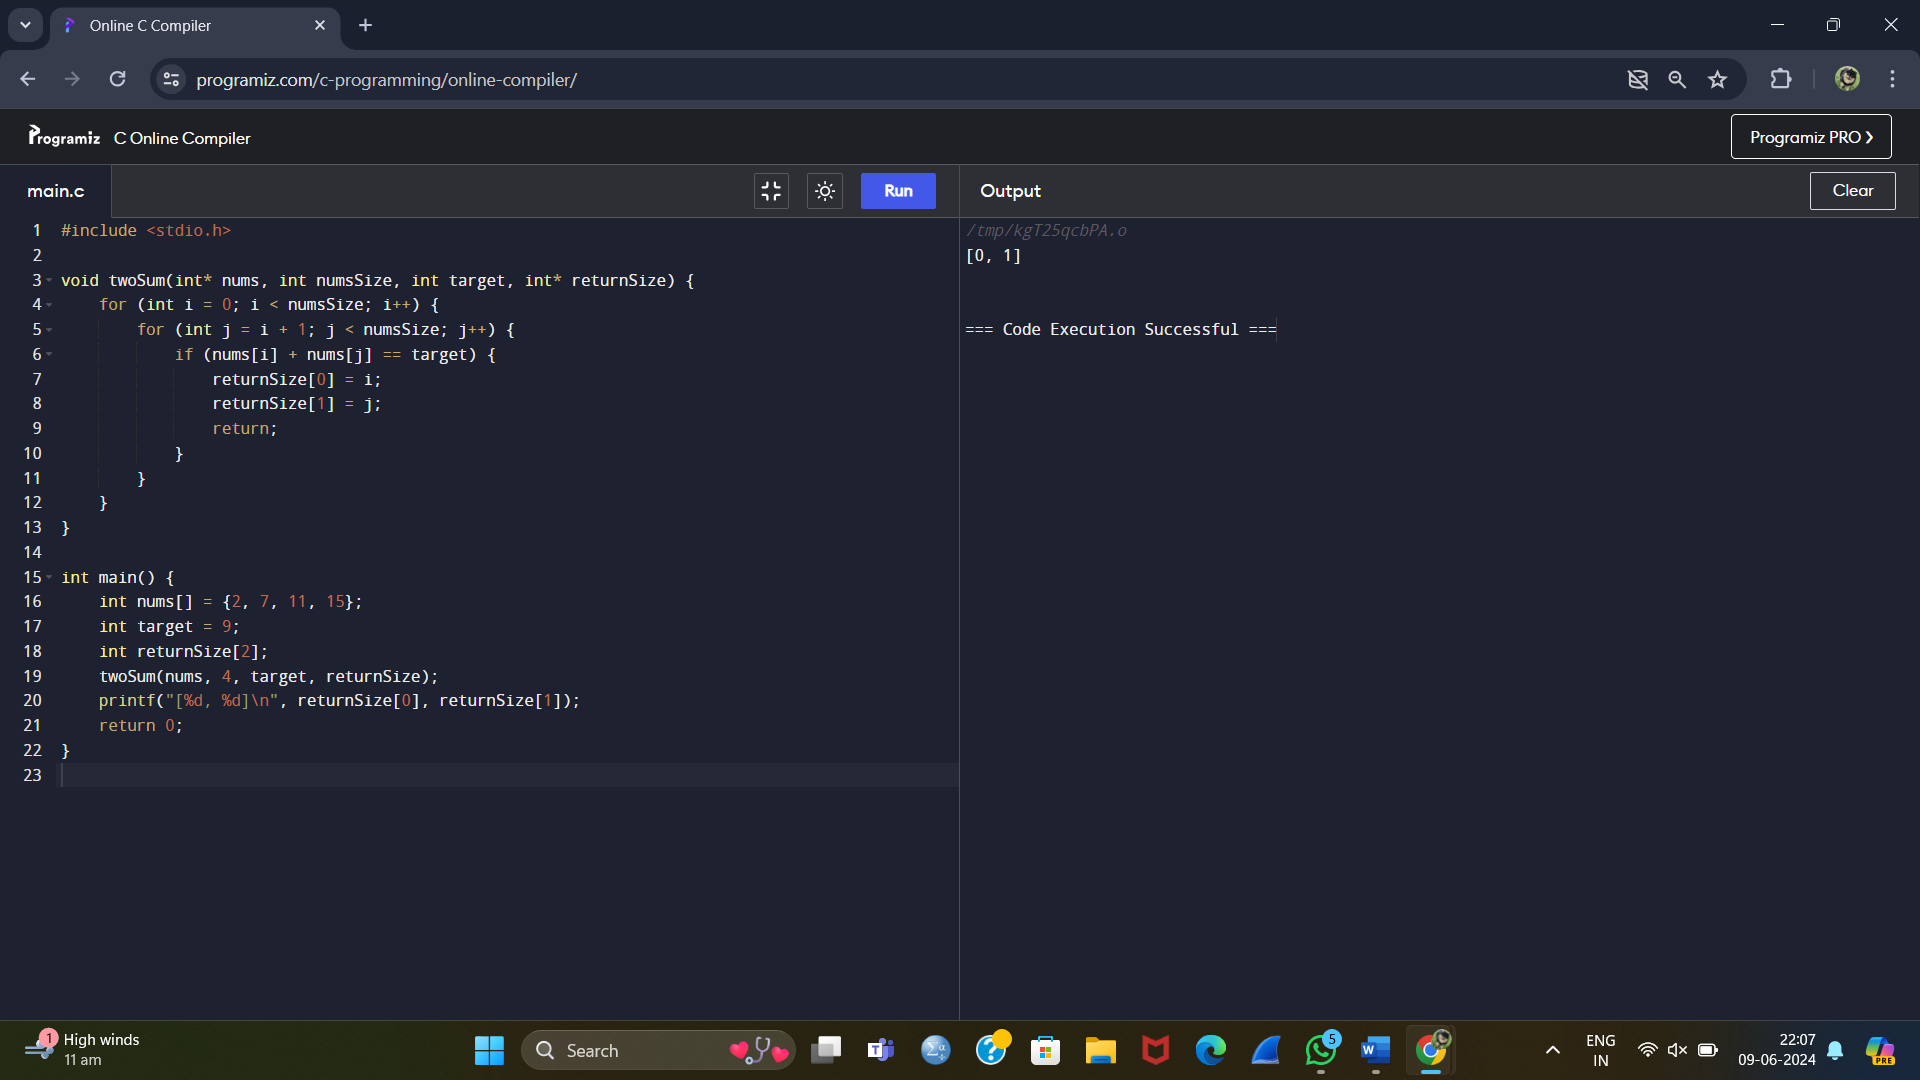 Online C Compiler
programiz.com/c-programming/online-compiler/
Programiz C Online Compiler
Programiz PRO ❯
main.c
Run
Output
Clear
1 #include <stdio.h>
2
3 void twoSum(int* nums, int numsSize, int target, int* returnSize) {
4     for (int i = 0; i < numsSize; i++) {
5         for (int j = i + 1; j < numsSize; j++) {
6             if (nums[i] + nums[j] == target) {
7                 returnSize[0] = i;
8                 returnSize[1] = j;
9                 return;
10             }
11         }
12     }
13 }
14
15 int main() {
16     int nums[] = {2, 7, 11, 15};
17     int target = 9;
18     int returnSize[2];
19     twoSum(nums, 4, target, returnSize);
20     printf("[%d, %d]\n", returnSize[0], returnSize[1]);
21     return 0;
22 }
23
/tmp/kgT25qcbPA.o
[0, 1]
=== Code Execution Successful ===
1
High winds
11 am
Search
5
ENG
IN
22:07
09-06-2024
PRE